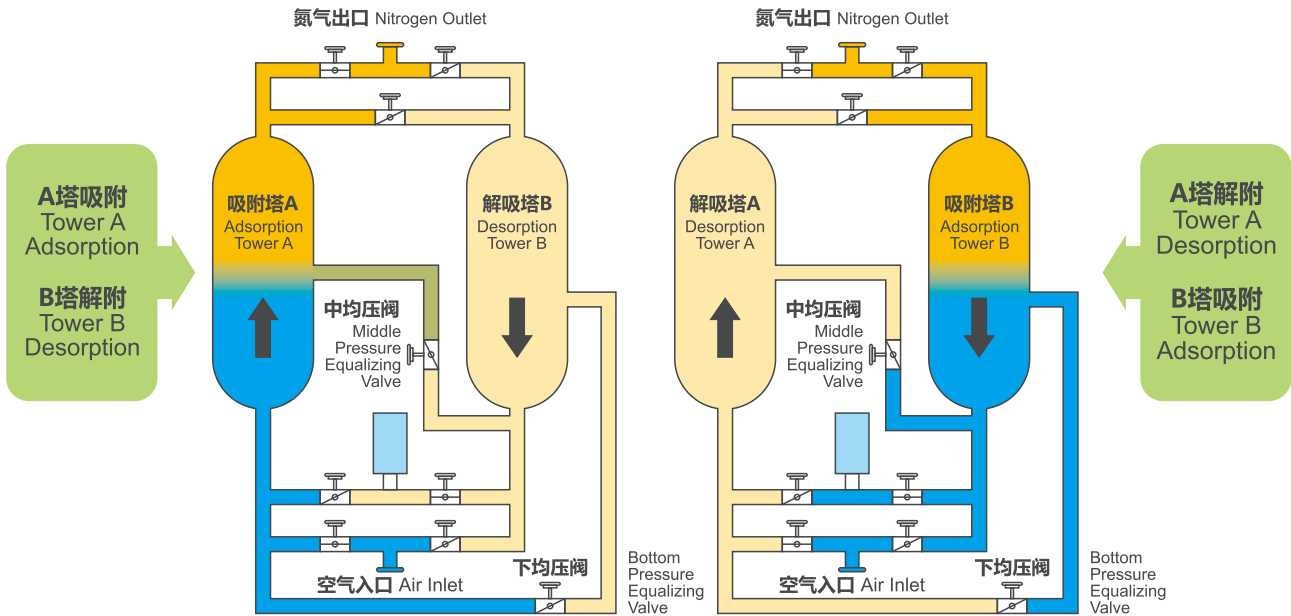 氮气出口 Nitrogen Outlet
A塔吸附
Tower A
Adsorption
B塔解附
Tower B
Desorption
吸附塔A
Adsorption
Tower A
解吸塔B
Desorption
Tower B
中均压阀
Middle
Pressure
Equalizing
Valve
空气入口 Air Inlet
下均压阀
Bottom
Pressure
Equalizing
Valve
氮气出口 Nitrogen Outlet
解吸塔A
Desorption
Tower A
吸附塔B
Adsorption
Tower B
中均压阀
Middle
Pressure
Equalizing
Valve
空气入口 Air Inlet
下均压阀
Bottom
Pressure
Equalizing
Valve
A塔解附
Tower A
Desorption
B塔吸附
Tower B
Adsorption